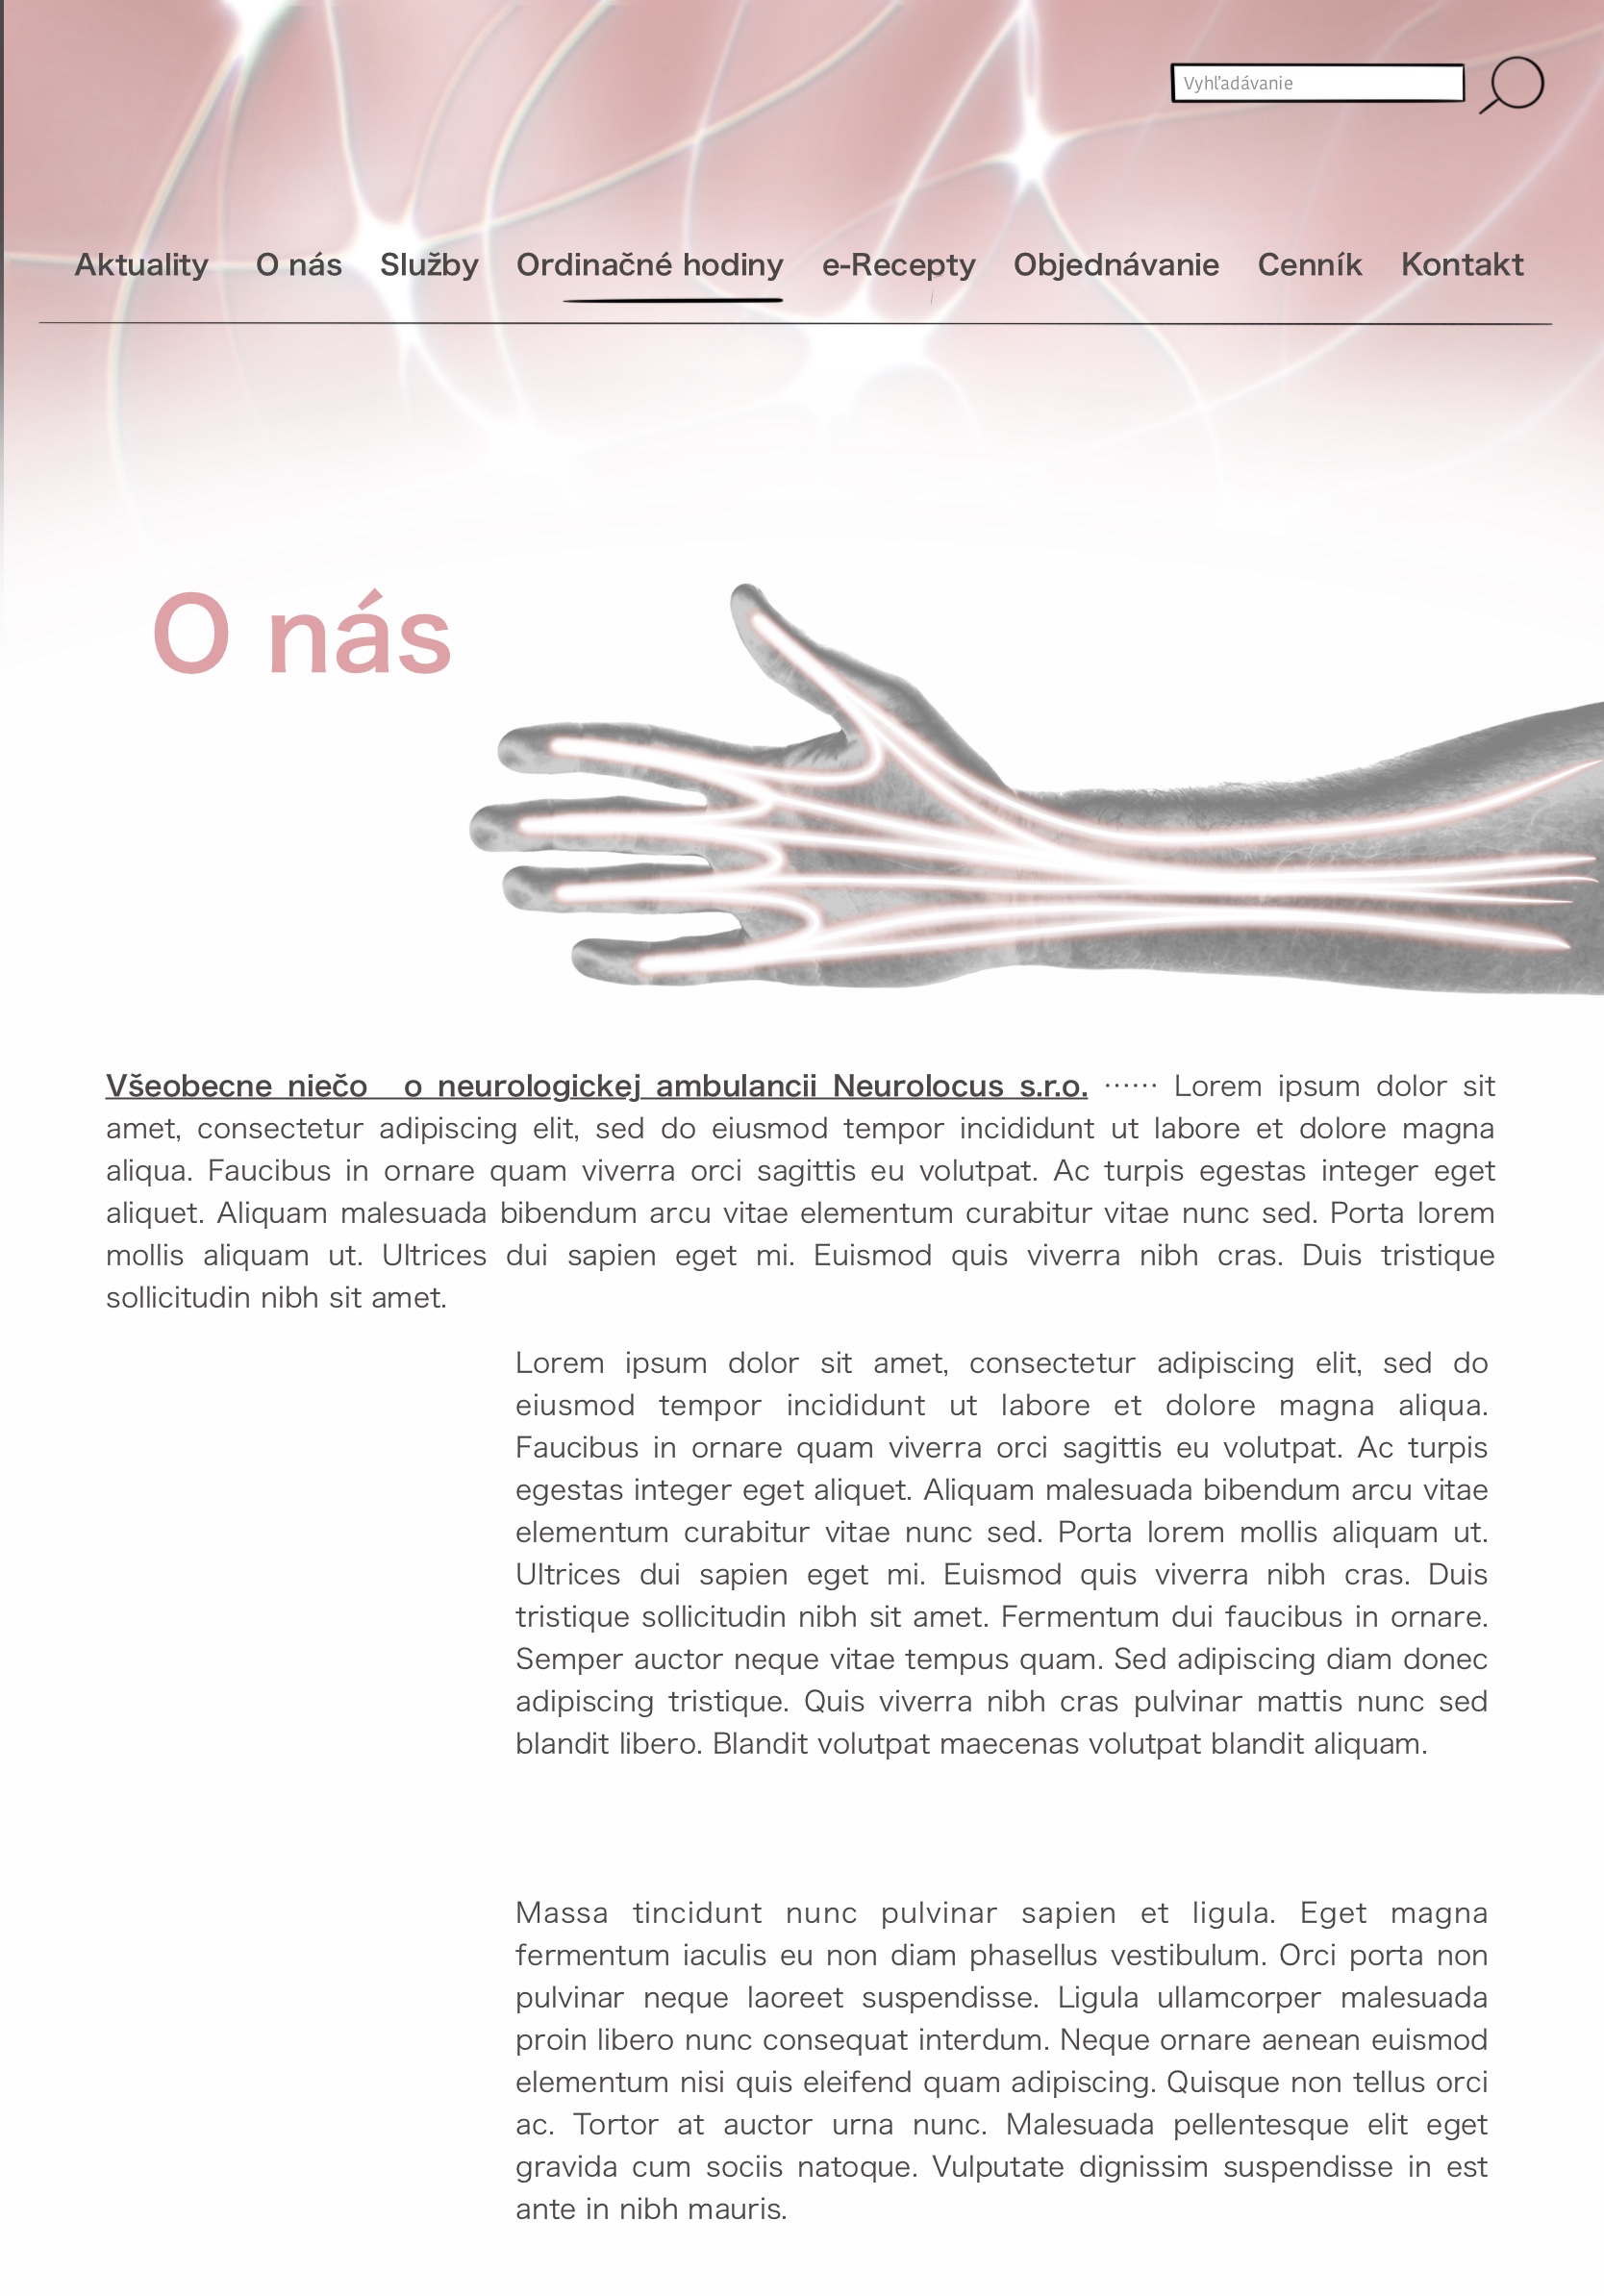 Vyhľadávanie
Aktuality O nás Služby Ordinačné hodiny e-Recepty Objednávanie Cenník Kontakt
O nás
Všeobecne niečo o neurologickej ambulancii Neurolocus s.r.o. ······ Lorem ipsum dolor sit
amet, consectetur adipiscing elit, sed do eiusmod tempor incididunt ut labore et dolore magna
aliqua. Faucibus in ornare quam viverra orci sagittis eu volutpat. Ac turpis egestas integer eget
aliquet. Aliquam malesuada bibendum arcu vitae elementum curabitur vitae nunc sed. Porta lorem
mollis aliquam ut. Ultrices dui sapien eget mi. Euismod quis viverra nibh cras. Duis tristique
sollicitudin nibh sit amet.
Lorem ipsum dolor sit amet, consectetur adipiscing elit, sed do
eiusmod tempor incididunt ut labore et dolore magna aliqua.
Faucibus in ornare quam viverra orci sagittis eu volutpat. Ac turpis
egestas integer eget aliquet. Aliquam malesuada bibendum arcu vitae
elementum curabitur vitae nunc sed. Porta lorem mollis aliquam ut.
Ultrices dui sapien eget mi. Euismod quis viverra nibh cras. Duis
tristique sollicitudin nibh sit amet. Fermentum dui faucibus in ornare.
Semper auctor neque vitae tempus quam. Sed adipiscing diam donec
adipiscing tristique. Quis viverra nibh cras pulvinar mattis nunc sed
blandit libero. Blandit volutpat maecenas volutpat blandit aliquam.
Massa tincidunt nunc pulvinar sapien et ligula. Eget magna
fermentum iaculis eu non diam phasellus vestibulum. Orci porta non
pulvinar neque laoreet suspendisse. Ligula ullamcorper malesuada
proin libero nunc consequat interdum. Neque ornare aenean euismod
elementum nisi quis eleifend quam adipiscing. Quisque non tellus orci
ac. Tortor at auctor urna nunc. Malesuada pellentesque elit eget
gravida cum sociis natoque. Vulputate dignissim suspendisse in est
ante in nibh mauris.